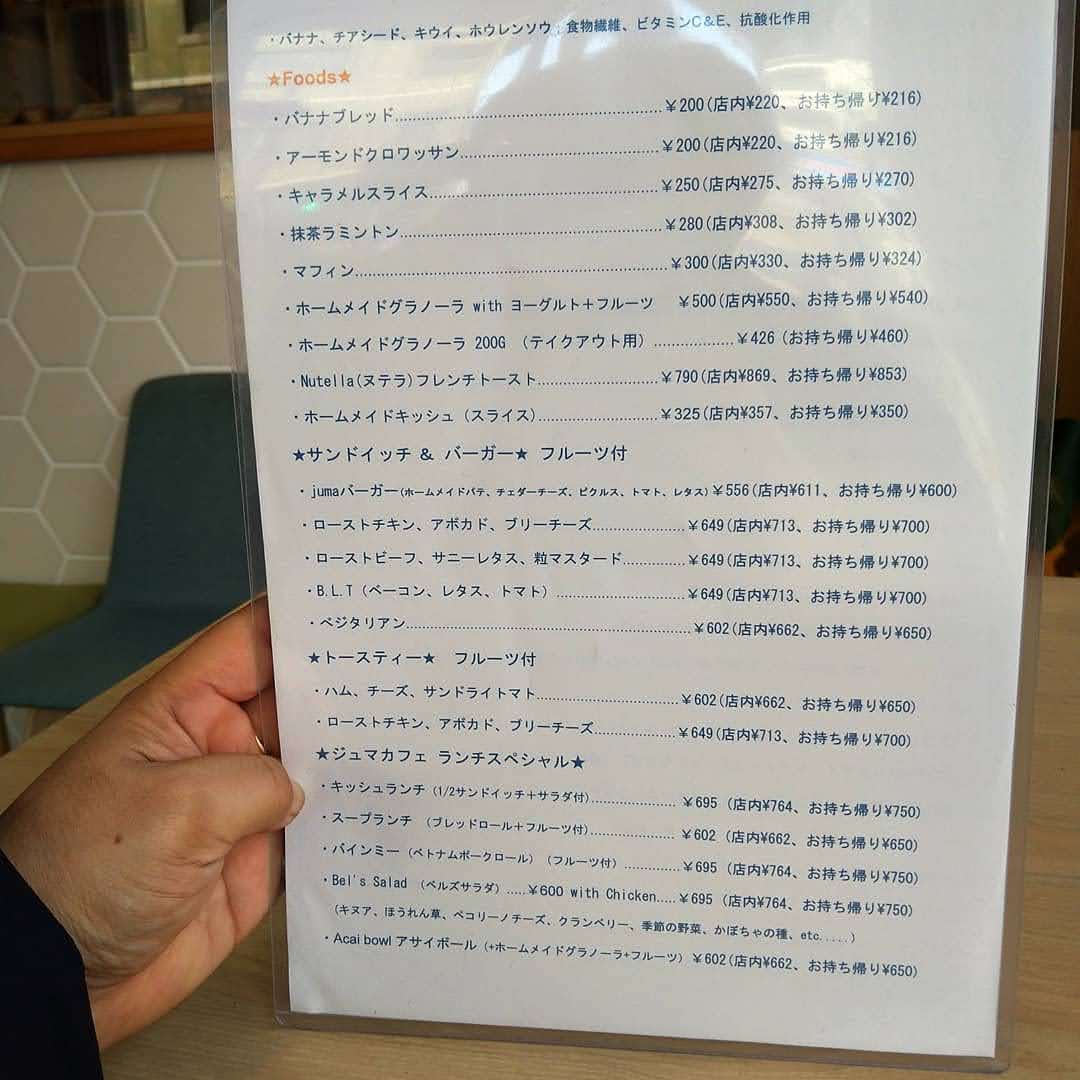 ・バナナ、チアシード、キウイ、ホウレンソウ：食物繊維、ビタミンC＆E、抗酸化作用
★Foods★
・バナナブレッド..............................¥200(店内¥220、お持ち帰り¥216)
・アーモンドクロワッサン..............................¥200(店内¥220、お持ち帰り¥216)
・キャラメルスライス..............................¥250(店内¥275、お持ち帰り¥270)
・抹茶ラミントン..............................¥280(店内¥308、お持ち帰り¥302)
・マフィン..............................¥300(店内¥330、お持ち帰り¥324)
・ホームメイドグラノーラ with ヨーグルト＋フルーツ ¥500(店内¥550、お持ち帰り¥540)
・ホームメイドグラノーラ 200G （テイクアウト用）..................¥426 (お持ち帰り¥460)
・Nutella(ヌテラ)フレンチトースト..........................¥790(店内¥869、お持ち帰り¥853)
・ホームメイドキッシュ（スライス)..........................¥325(店内¥357、お持ち帰り¥350)
★サンドイッチ ＆ バーガー★ フルーツ付
・jumaバーガー(ホームメイドパテ、チェダーチーズ、ピクルス、トマト、レタス)¥556(店内¥611、お持ち帰り¥600)
・ローストチキン、アボカド、ブリーチーズ....................¥649(店内¥713、お持ち帰り¥700)
・ローストビーフ、サニーレタス、粒マスタード..............¥649(店内¥713、お持ち帰り¥700)
・B.L.T（ベーコン、レタス、トマト）............................¥649(店内¥713、お持ち帰り¥700)
・ベジタリアン..............................¥602(店内¥662、お持ち帰り¥650)
★トースティー★ フルーツ付
・ハム、チーズ、サンドライトマト..............................¥602(店内¥662、お持ち帰り¥650)
・ローストチキン、アボカド、ブリーチーズ..................¥649(店内¥713、お持ち帰り¥700)
★ジュマカフェ ランチスペシャル★
・キッシュランチ（1/2サンドイッチ＋サラダ付)................... ¥695 (店内¥764、お持ち帰り¥750)
・スープランチ （ブレッドロール＋フルーツ付)................... ¥602 (店内¥662、お持ち帰り¥650)
・バインミー（ベトナムポークロール）（フルーツ付）............ ¥695 (店内¥764、お持ち帰り¥750)
・Bel's Salad （ベルズサラダ）.....¥600 with Chicken.....¥695 (店内¥764、お持ち帰り¥750)
（キヌア、ほうれん草、ペコリーノチーズ、クランベリー、季節の野菜、かぼちゃの種、etc.....）
・Acai bowl アサイボール（+ホームメイドグラノーラ+フルーツ）¥602(店内¥662、お持ち帰り¥650)